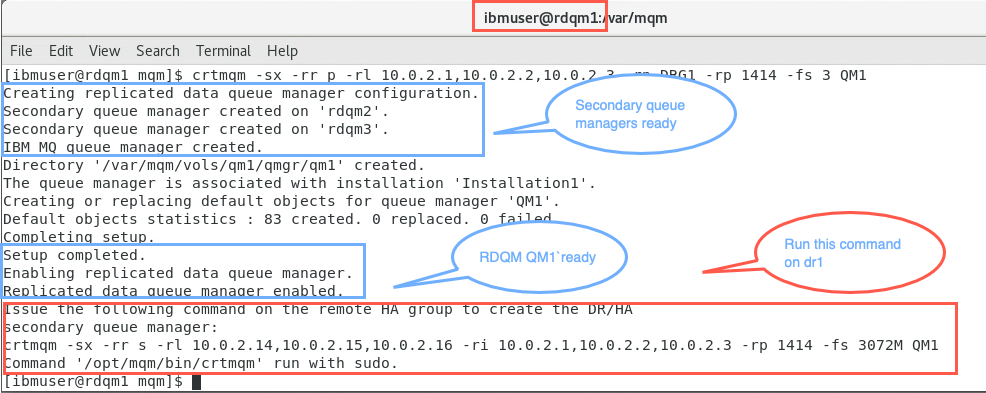 ibmuser@rdqm1:/var/mqm
File Edit View Search Terminal Help
[ibmuser@rdqm1 mqm]$ crtmqm -sx -rr p -rl 10.0.2.1,10.0.2.2,10.0.2.3 -rn DRG1 -rp 1414 -fs 3 QM1
Creating replicated data queue manager configuration.
Secondary queue manager created on 'rdqm2'.
Secondary queue manager created on 'rdqm3'.
IBM MQ queue manager created.
Secondary queue
managers ready
Directory '/var/mqm/vols/qm1/qmgr/qm1' created.
The queue manager is associated with installation 'Installation1'.
Creating or replacing default objects for queue manager 'QM1'.
Default objects statistics : 83 created. 0 replaced. 0 failed.
Completing setup.
Setup completed.
Enabling replicated data queue manager.
Replicated data queue manager enabled.
RDQM QM1`ready
Run this command
on dr1
Issue the following command on the remote HA group to create the DR/HA
secondary queue manager:
crtmqm -sx -rr s -rl 10.0.2.14,10.0.2.15,10.0.2.16 -ri 10.0.2.1,10.0.2.2,10.0.2.3 -rp 1414 -fs 3072M QM1
Command '/opt/mqm/bin/crtmqm' run with sudo.
[ibmuser@rdqm1 mqm]$